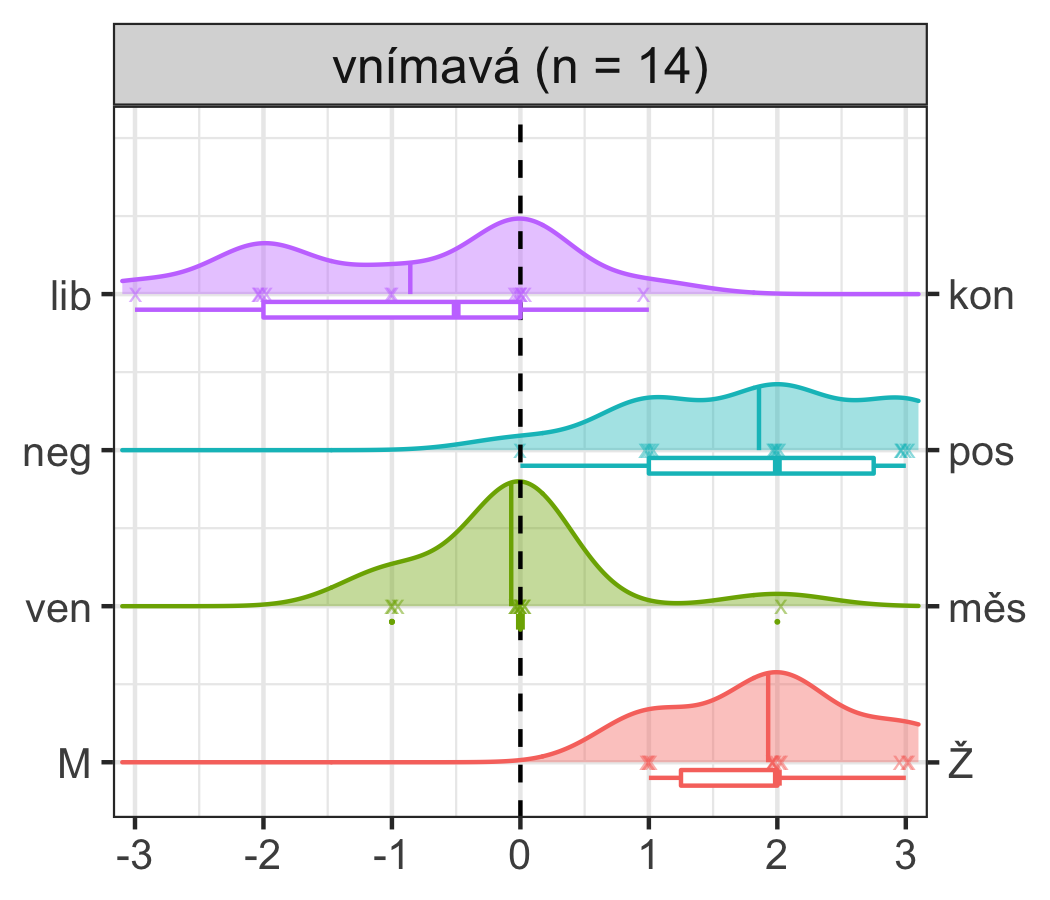 vnímavá (n = 14)
lib kon
neg pos
ven měs
M Ž
-3 -2 -1 0 1 2 3